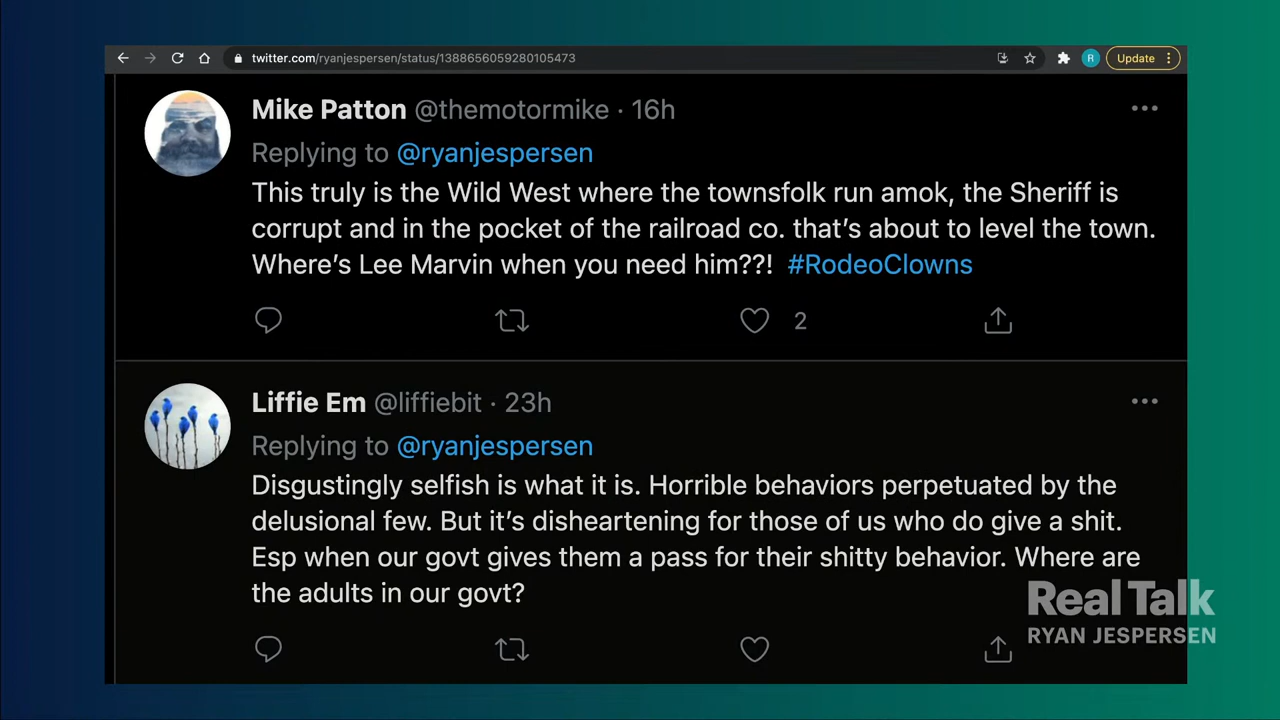 twitter.com/ryanjespersen/status/1388656059280105473
R
Update
Mike Patton @themotormike · 16h
Replying to @ryanjespersen
This truly is the Wild West where the townsfolk run amok, the Sheriff is
corrupt and in the pocket of the railroad co. that’s about to level the town.
Where’s Lee Marvin when you need him??! #RodeoClowns
2
Liffie Em @liffiebit · 23h
Replying to @ryanjespersen
Disgustingly selfish is what it is. Horrible behaviors perpetuated by the
delusional few. But it’s disheartening for those of us who do give a shit.
Esp when our govt gives them a pass for their shitty behavior. Where are
the adults in our govt?
Real Talk
RYAN JESPERSEN